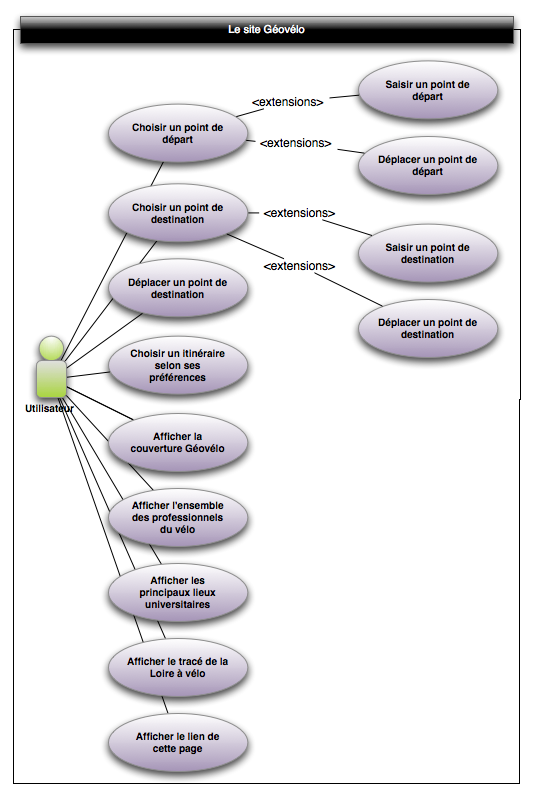 Le site Géovélo
Saisir un point de
départ
<extensions>
Choisir un point de
départ
<extensions>
Déplacer un point de
départ
Choisir un point de
destination
<extensions>
Saisir un point de
destination
<extensions>
Déplacer un point de
destination
Déplacer un point de
destination
Choisir un itinéraire
selon ses
préférences
Utilisateur
Afficher la
couverture Géovélo
Afficher l'ensemble
des professionnels
du vélo
Afficher les
principaux lieux
universitaires
Afficher le tracé de la
Loire à vélo
Afficher le lien de
cette page